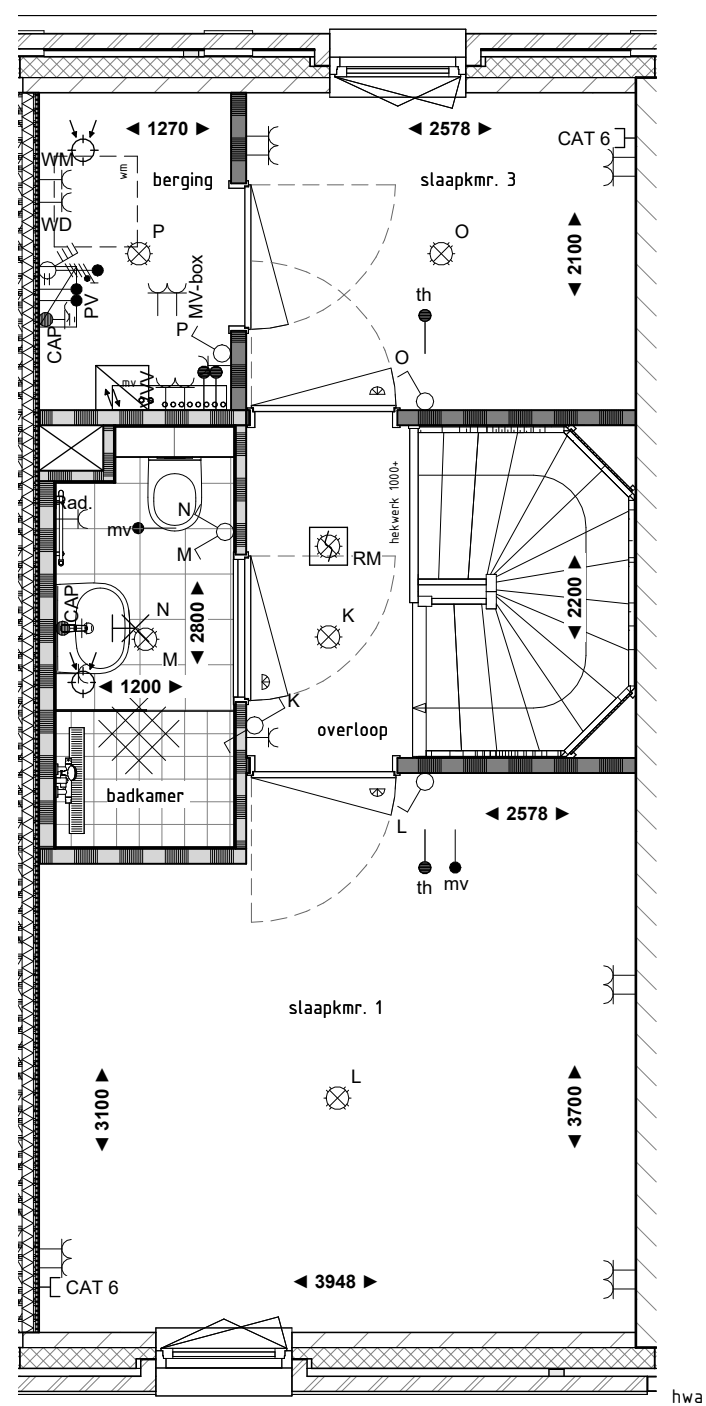 1270
2578
CAT 6
WM
wm
berging
slaapkmr. 3
WD
P
O
2100
MV-box
th
PV
CAP
P
O
mv
Rad.
N
mv
M
hekwerk 1000+
RM
CAP
N
2800
K
2200
M
1200
K
overloop
badkamer
L
2578
th
mv
slaapkmr. 1
L
3100
3700
CAT 6
3948
hwa